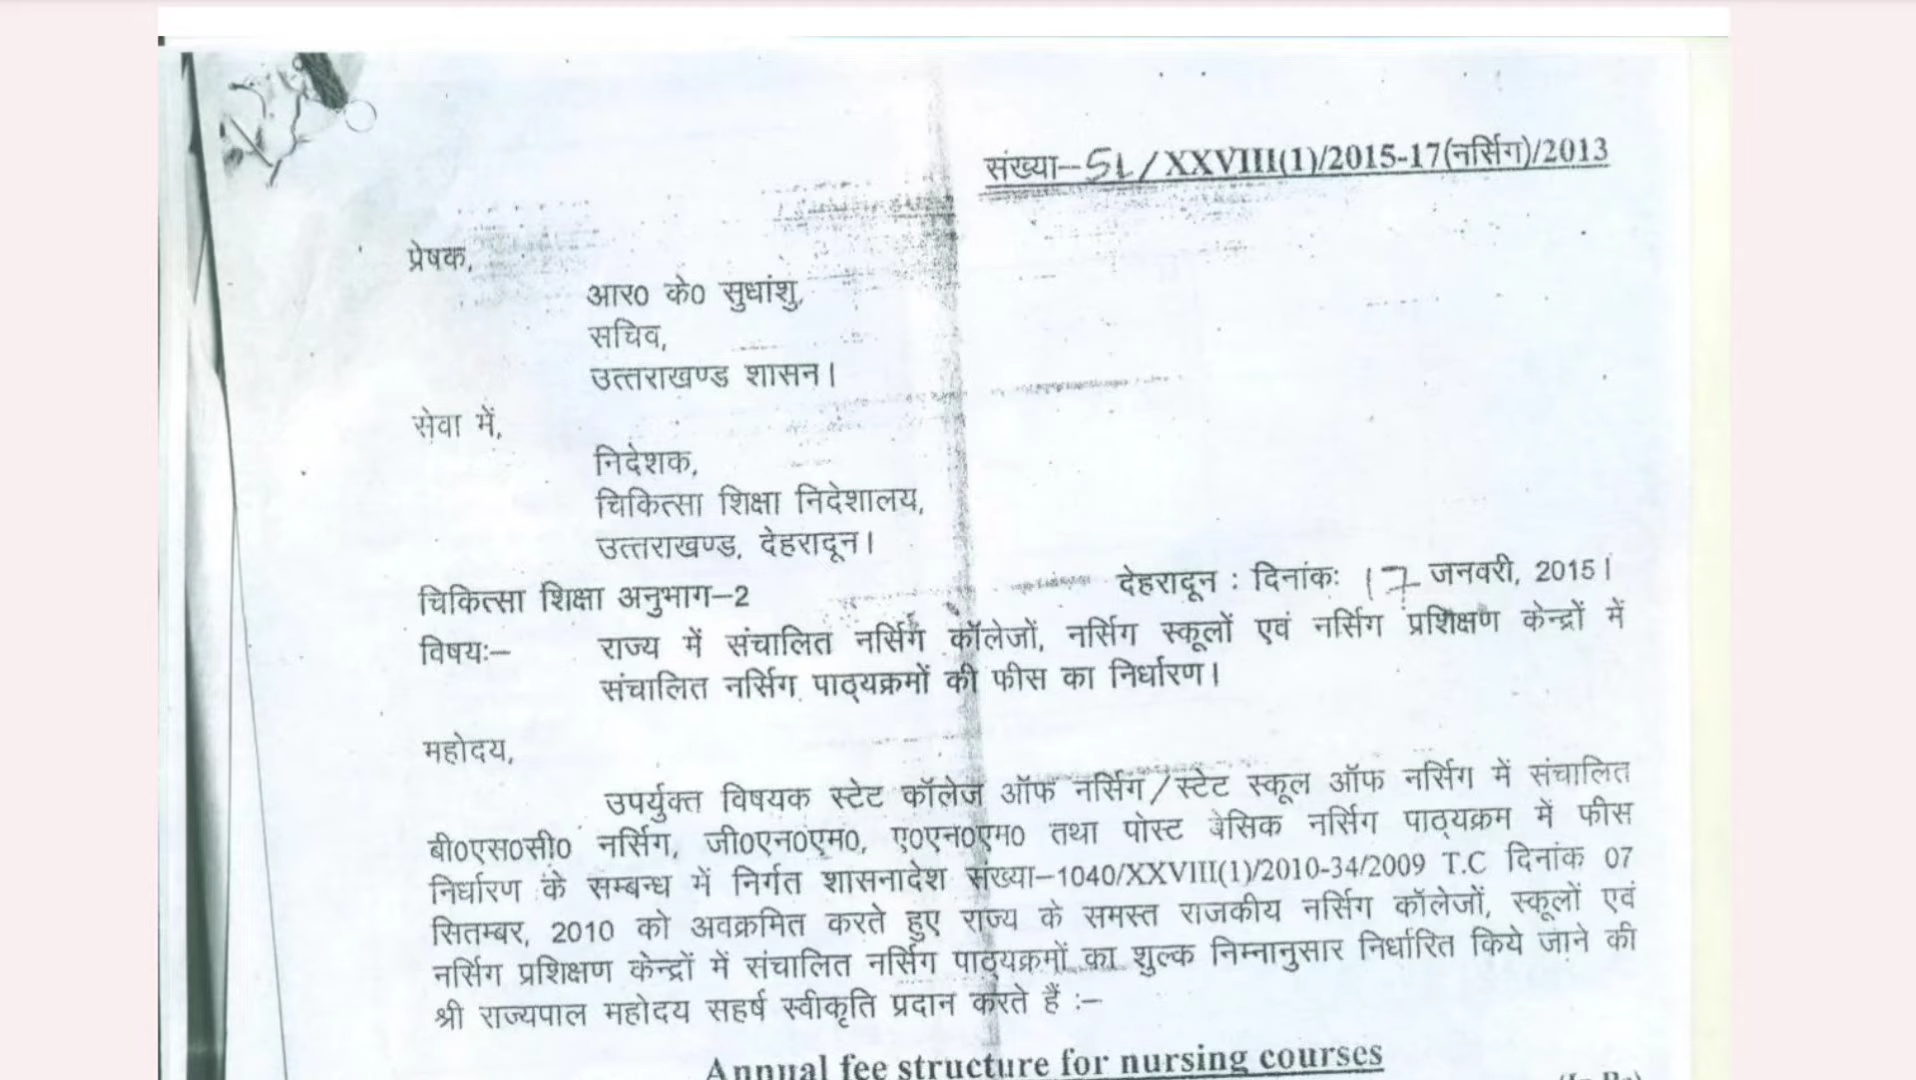 संख्या–51/XXVIII(1)/2015-17(नर्सिंग)/2013
प्रेषक,
आर0 के0 सुधांशु,
सचिव,
उत्तराखण्ड शासन।
सेवा में,
निदेशक,
चिकित्सा शिक्षा निदेशालय,
उत्तराखण्ड, देहरादून।
चिकित्सा शिक्षा अनुभाग–2
देहरादून : दिनांकः 17 जनवरी, 2015।
विषयः– राज्य में संचालित नर्सिंग कॉलेजों, नर्सिंग स्कूलों एवं नर्सिंग प्रशिक्षण केन्द्रों में
संचालित नर्सिंग पाठ्यक्रमों की फीस का निर्धारण।
महोदय,
उपर्युक्त विषयक स्टेट कॉलेज ऑफ नर्सिंग/स्टेट स्कूल ऑफ नर्सिंग में संचालित
बी0एस0सी0 नर्सिंग, जी0एन0एम0, ए0एन0एम0 तथा पोस्ट बेसिक नर्सिंग पाठ्यक्रम में फीस
निर्धारण के सम्बन्ध में निर्गत शासनादेश संख्या–1040/XXVIII(1)/2010-34/2009 T.C दिनांक 07
सितम्बर, 2010 को अवक्रमित करते हुए राज्य के समस्त राजकीय नर्सिंग कॉलेजों, स्कूलों एवं
नर्सिंग प्रशिक्षण केन्द्रों में संचालित नर्सिंग पाठ्यक्रमों का शुल्क निम्नानुसार निर्धारित किये जाने की
श्री राज्यपाल महोदय सहर्ष स्वीकृति प्रदान करते हैं :–
Annual fee structure for nursing courses